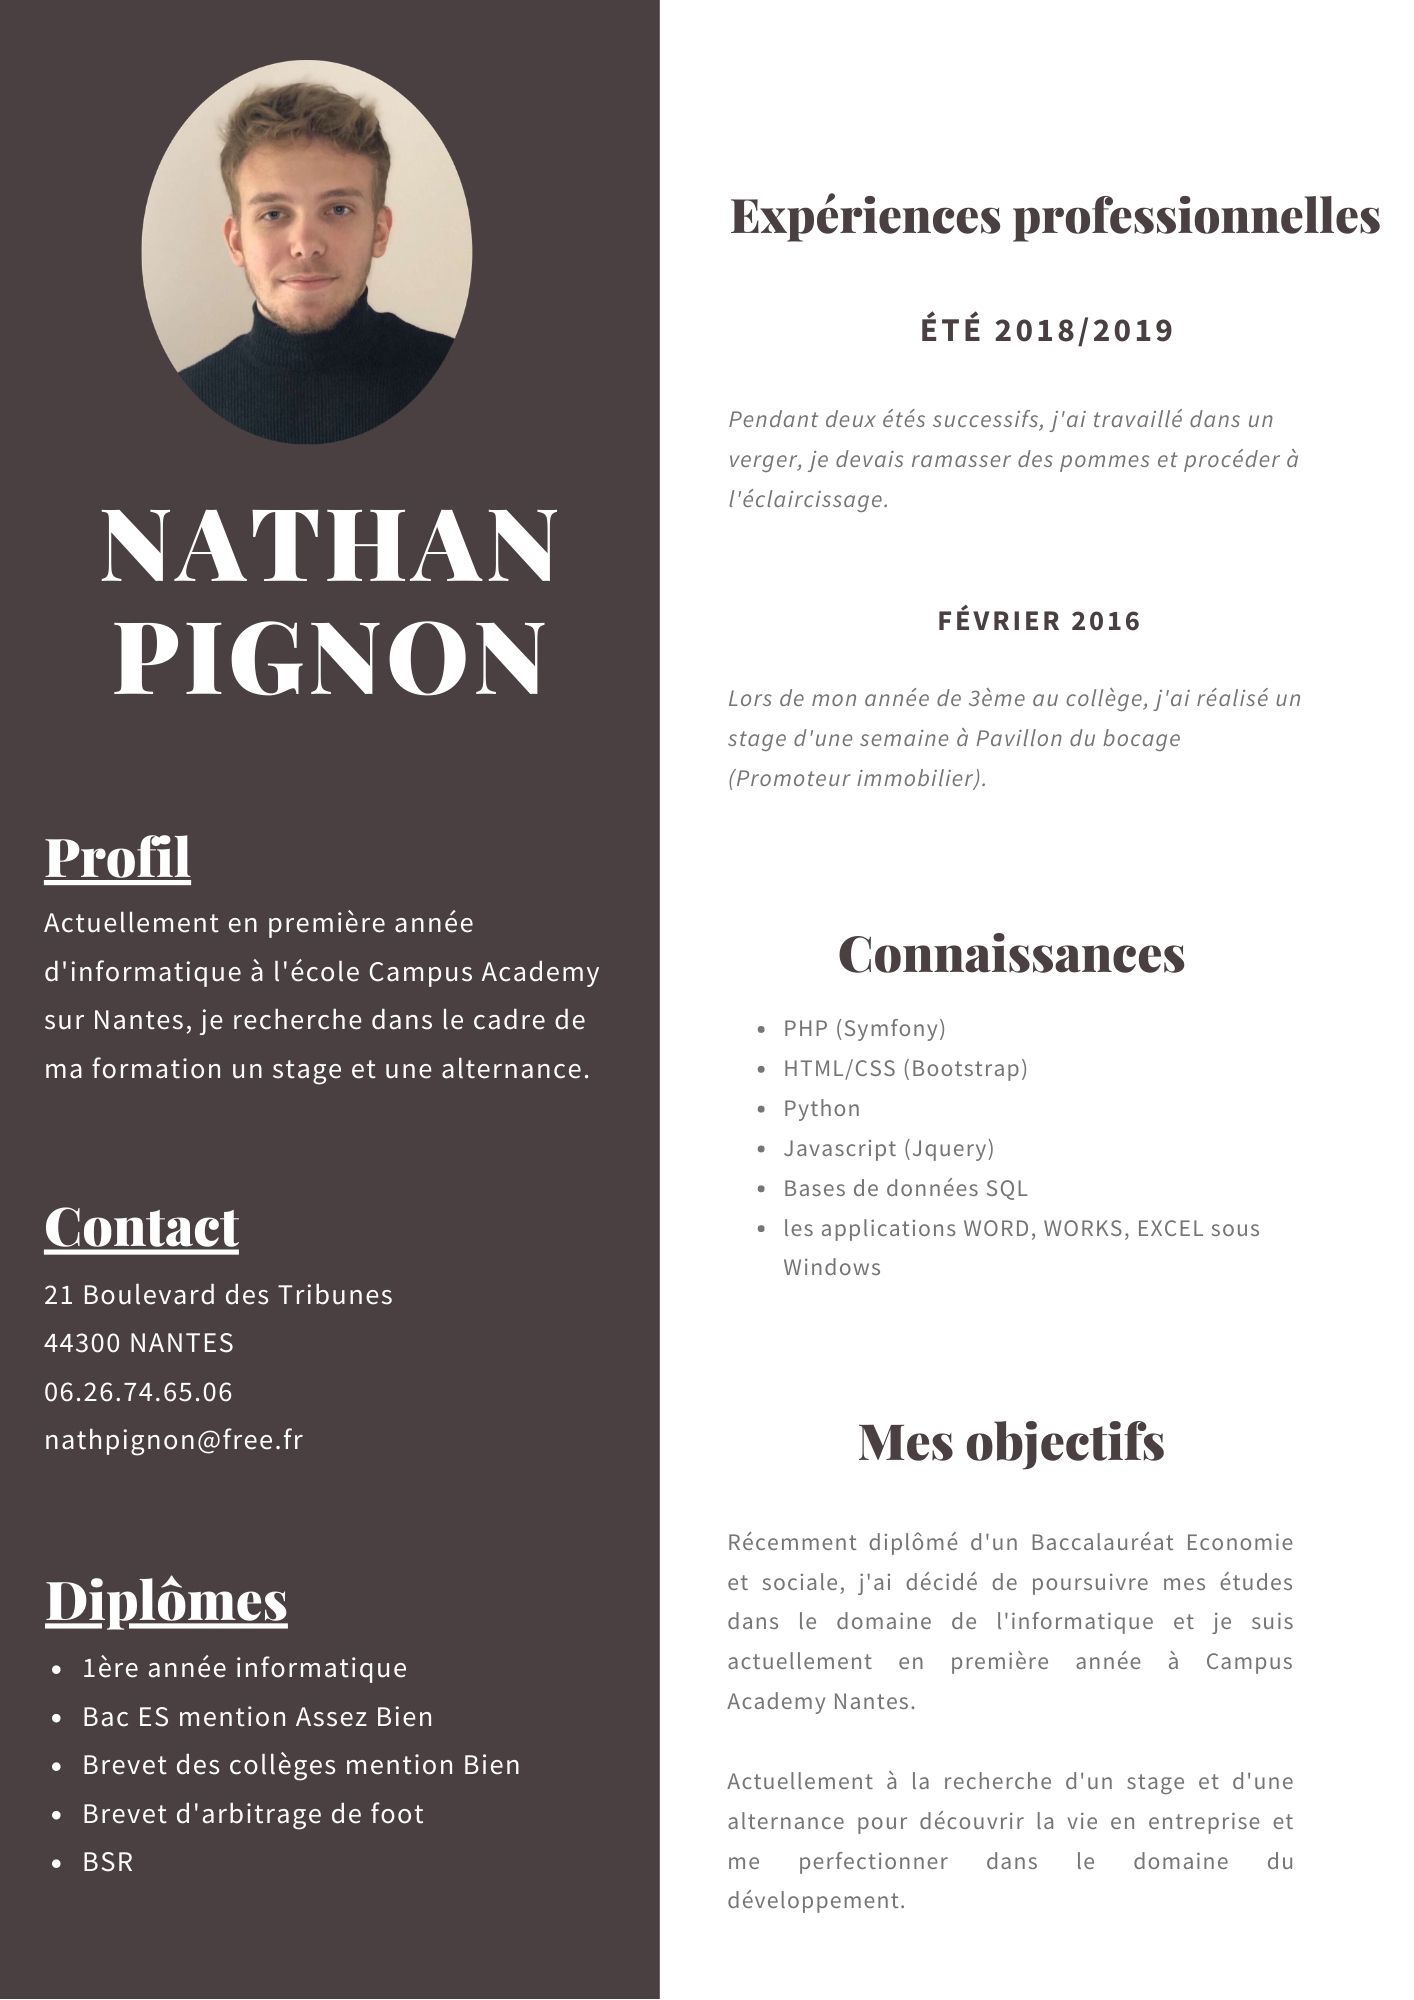 NATHAN
PIGNON
Profil
Actuellement en première année
d'informatique à l'école Campus Academy
sur Nantes, je recherche dans le cadre de
ma formation un stage et une alternance.
Contact
21 Boulevard des Tribunes
44300 NANTES
06.26.74.65.06
nathpignon@free.fr
Diplômes
• 1ère année informatique
• Bac ES mention Assez Bien
• Brevet des collèges mention Bien
• Brevet d'arbitrage de foot
• BSR
Expériences professionnelles
ÉTÉ 2018/2019
Pendant deux étés successifs, j'ai travaillé dans un
verger, je devais ramasser des pommes et procéder à
l'éclaircissage.
FÉVRIER 2016
Lors de mon année de 3ème au collège, j'ai réalisé un
stage d'une semaine à Pavillon du bocage
(Promoteur immobilier).
Connaissances
• PHP (Symfony)
• HTML/CSS (Bootstrap)
• Python
• Javascript (Jquery)
• Bases de données SQL
• les applications WORD, WORKS, EXCEL sous
Windows
Mes objectifs
Récemment diplômé d'un Baccalauréat Economie
et sociale, j'ai décidé de poursuivre mes études
dans le domaine de l'informatique et je suis
actuellement en première année à Campus
Academy Nantes.
Actuellement à la recherche d'un stage et d'une
alternance pour découvrir la vie en entreprise et
me perfectionner dans le domaine du
développement.